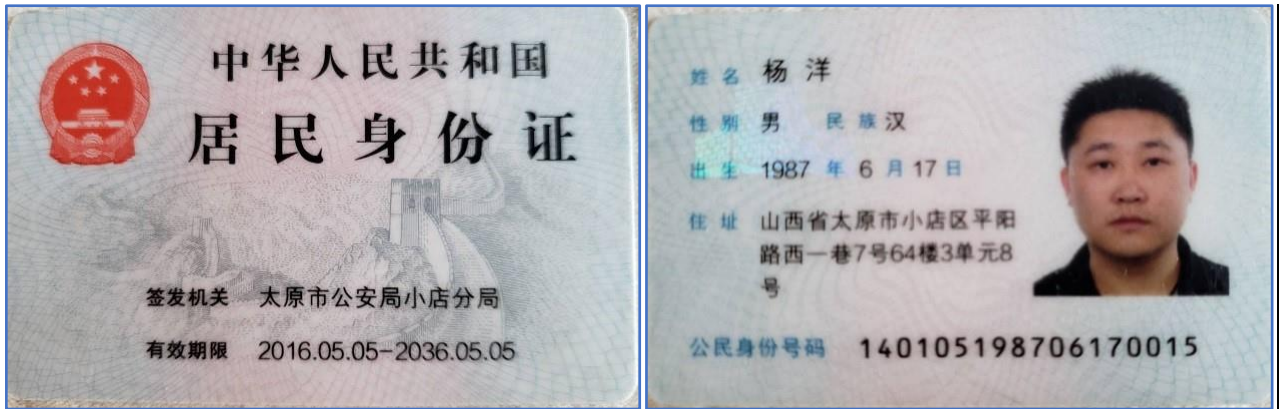 中华人民共和国
居民身份证
签发机关 太原市公安局小店分局
有效期限 2016.05.05-2036.05.05
姓名 杨洋
性别 男 民族 汉
出生 1987 年 6 月 17 日
住址 山西省太原市小店区平阳
路西一巷7号64楼3单元8
号
公民身份号码 140105198706170015